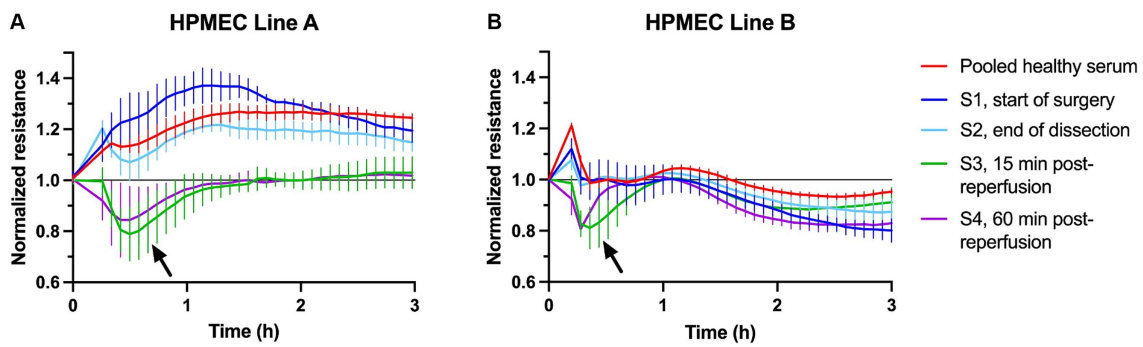 A
HPMEC Line A
Normalized resistance
1.4
1.2
1.0
0.8
0.6
0
1
2
3
Time (h)
B
HPMEC Line B
Normalized resistance
1.4
1.2
1.0
0.8
0.6
0
1
2
3
Time (h)
Pooled healthy serum
S1, start of surgery
S2, end of dissection
S3, 15 min post-
reperfusion
S4, 60 min post-
reperfusion